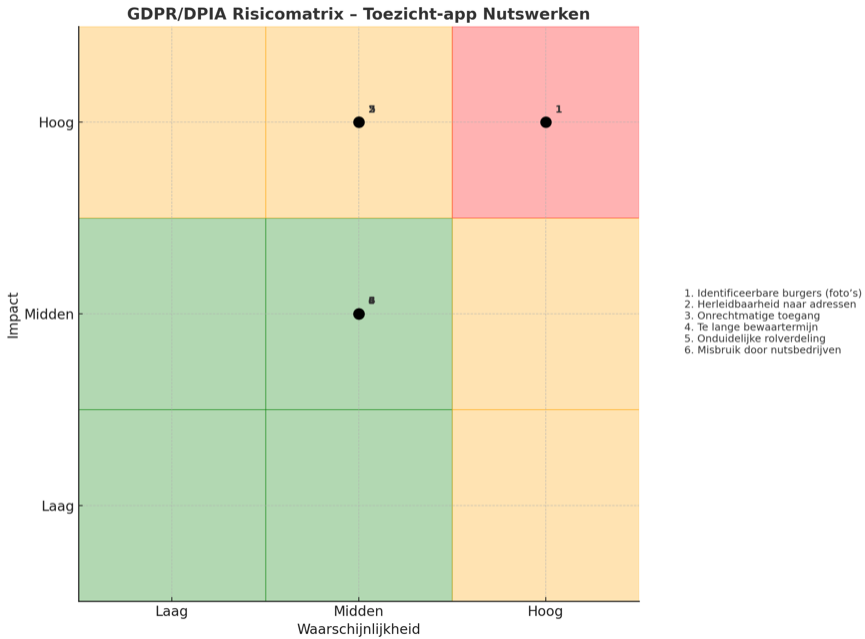 GDPR/DPIA Risicomatrix – Toezicht-app Nutswerken
Hoog
1
Impact
Midden
Laag
Laag
Midden
Hoog
Waarschijnlijkheid
1. Identificeerbare burgers (foto’s)
2. Herleidbaarheid naar adressen
3. Onrechtmatige toegang
4. Te lange bewaartermijn
5. Onduidelijke rolverdeling
6. Misbruik door nutsbedrijven